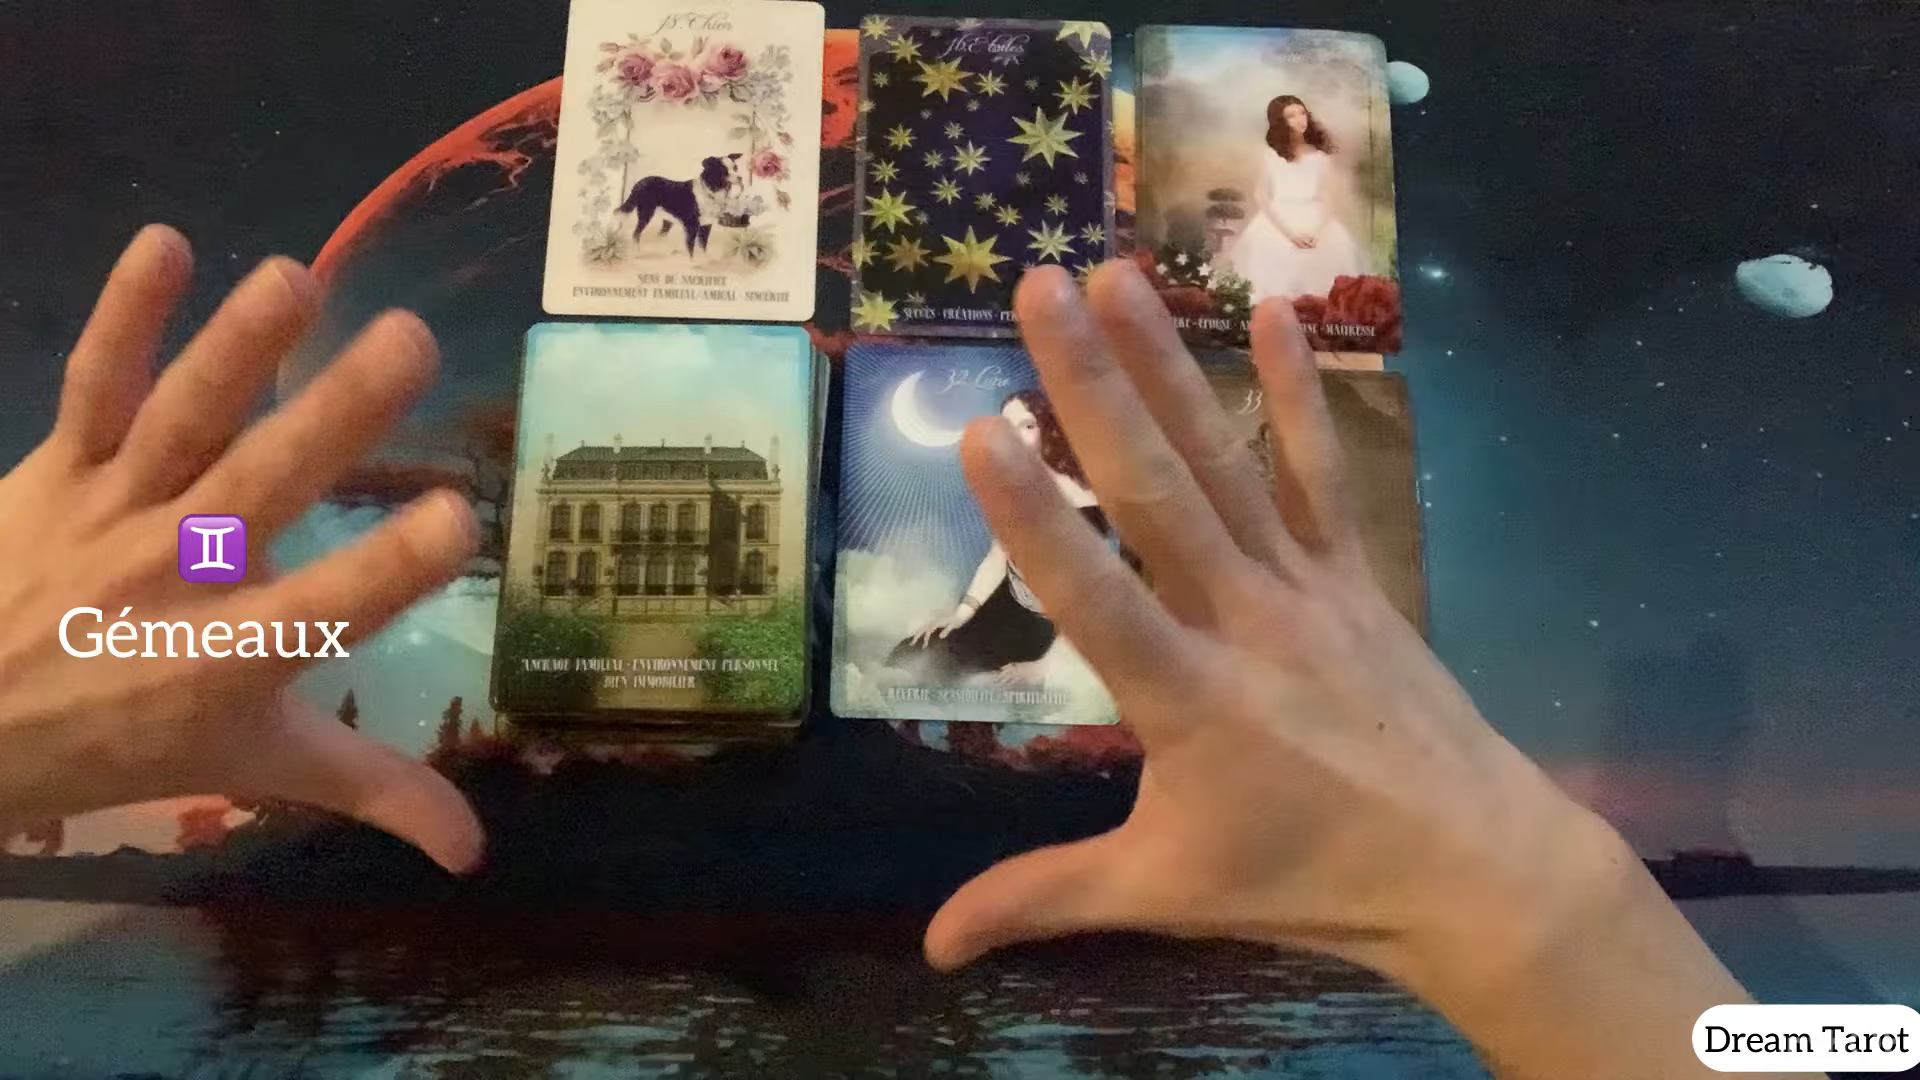 18. Chien
SENS DU SACRIFICE
ENVIRONNEMENT FAMILIAL/AMICAL - SINCÉRITÉ
16. Étoiles
SUCCÈS - CRÉATIONS -
ÉPOUSE
MAÎTRESSE
ANCRAGE FAMILIAL - ENVIRONNEMENT PERSONNEL
BIEN IMMOBILIER
32. Lune
RÊVERIE - SENSIBILITÉ - SPIRITUALITÉ
33
♊
Gémeaux
Dream Tarot